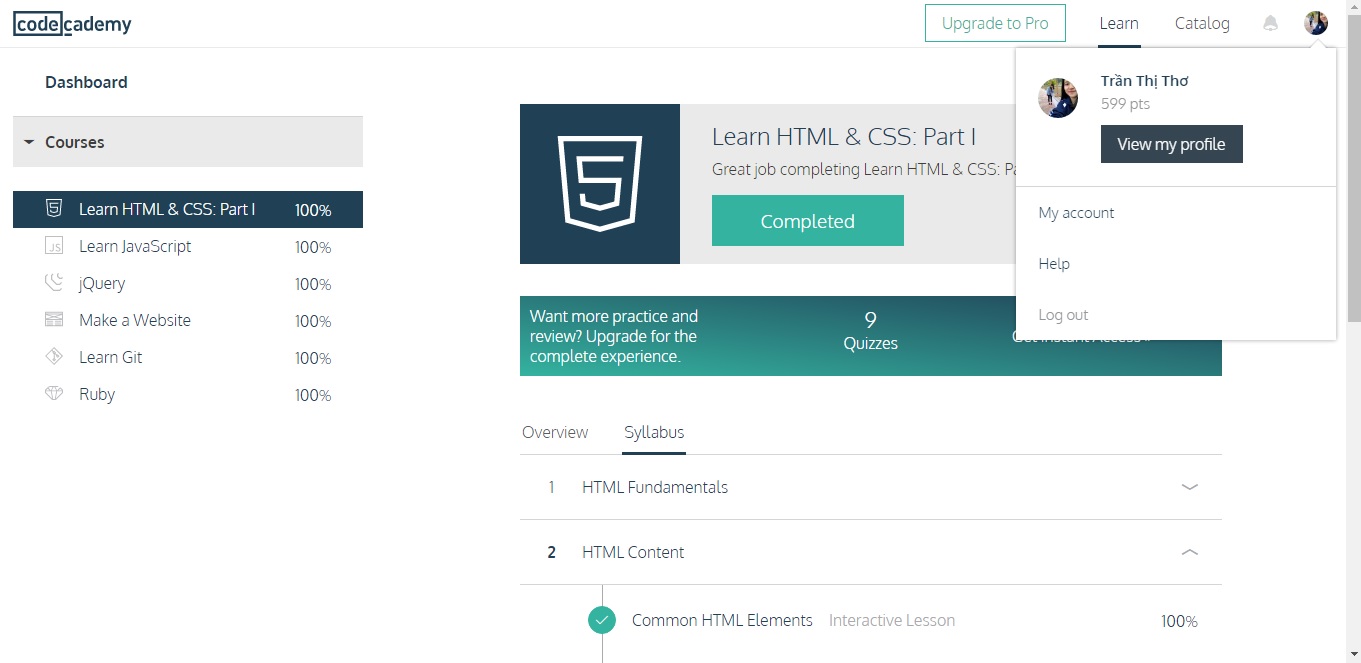 codecademy
Upgrade to Pro
Learn
Catalog
Trần Thị Thơ
599 pts
View my profile
My account
Help
Log out
Dashboard
Courses
Learn HTML & CSS: Part I 100%
JS Learn JavaScript 100%
jQuery 100%
Make a Website 100%
Learn Git 100%
Ruby 100%
Learn HTML & CSS: Part I
Great job completing Learn HTML & CSS:
Completed
Want more practice and
review? Upgrade for the
complete experience.
9
Quizzes
Get Instant Access
Overview
Syllabus
1 HTML Fundamentals
2 HTML Content
Common HTML Elements Interactive Lesson 100%